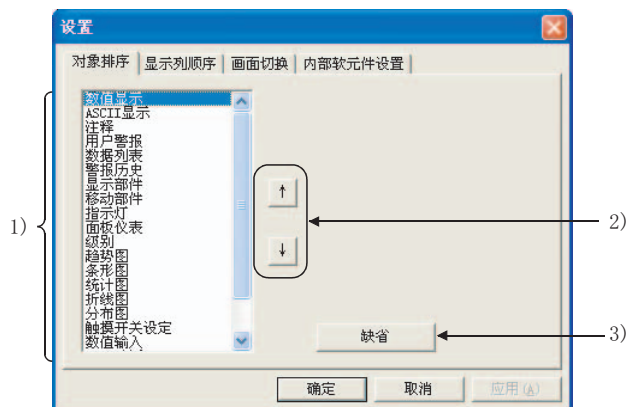 设置
对象排序 显示列顺序 画面切换 内部软元件设置
数值显示
ASCII显示
注释
用户警报
数据列表
警报历史
显示部件
移动部件
指示灯
面板仪表
级别
趋势图
条形图
统计图
折线图
分布图
触摸开关设定
数值输入
1)
↑
2)
↓
缺省
3)
确定 取消 应用(A)